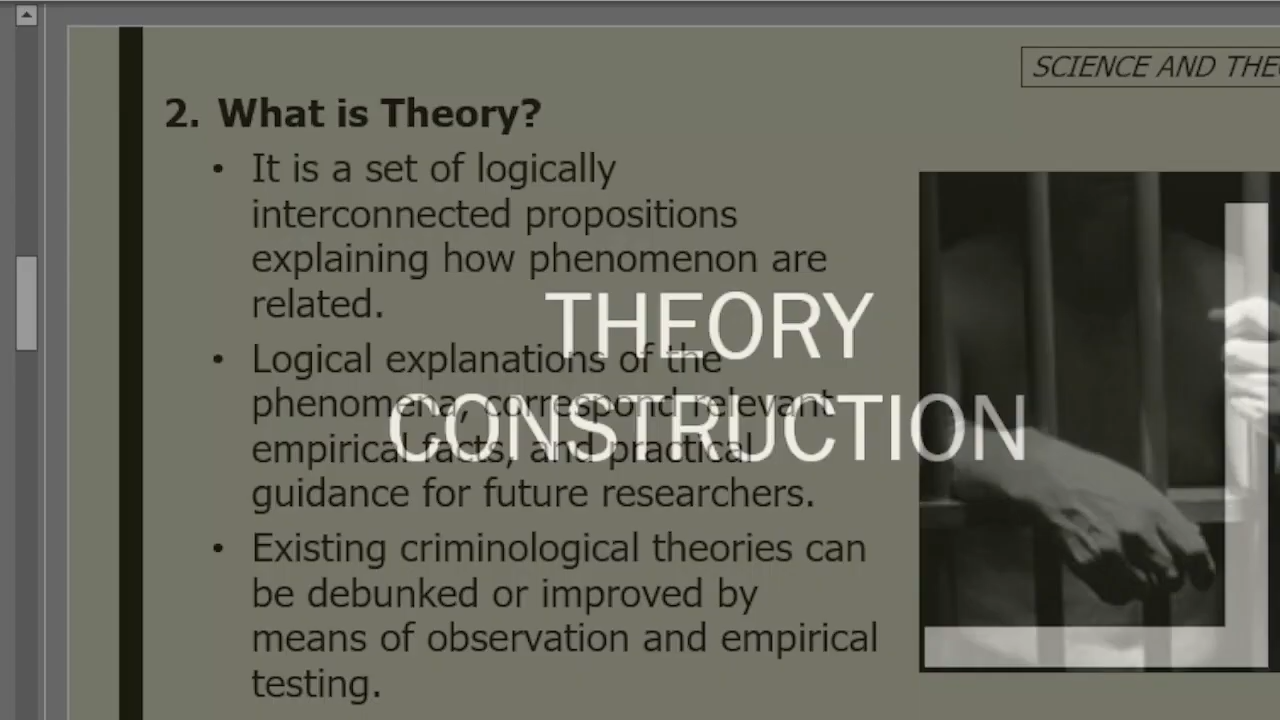 SCIENCE AND
2. What is Theory?
• It is a set of logically
interconnected propositions
explaining how phenomenon are
related.
• Logical explanations of the
phenomena, correspond relevant
empirical facts, and practical
guidance for future researchers.
• Existing criminological theories can
be debunked or improved by
means of observation and empirical
testing.
THEORY
CONSTRUCTION